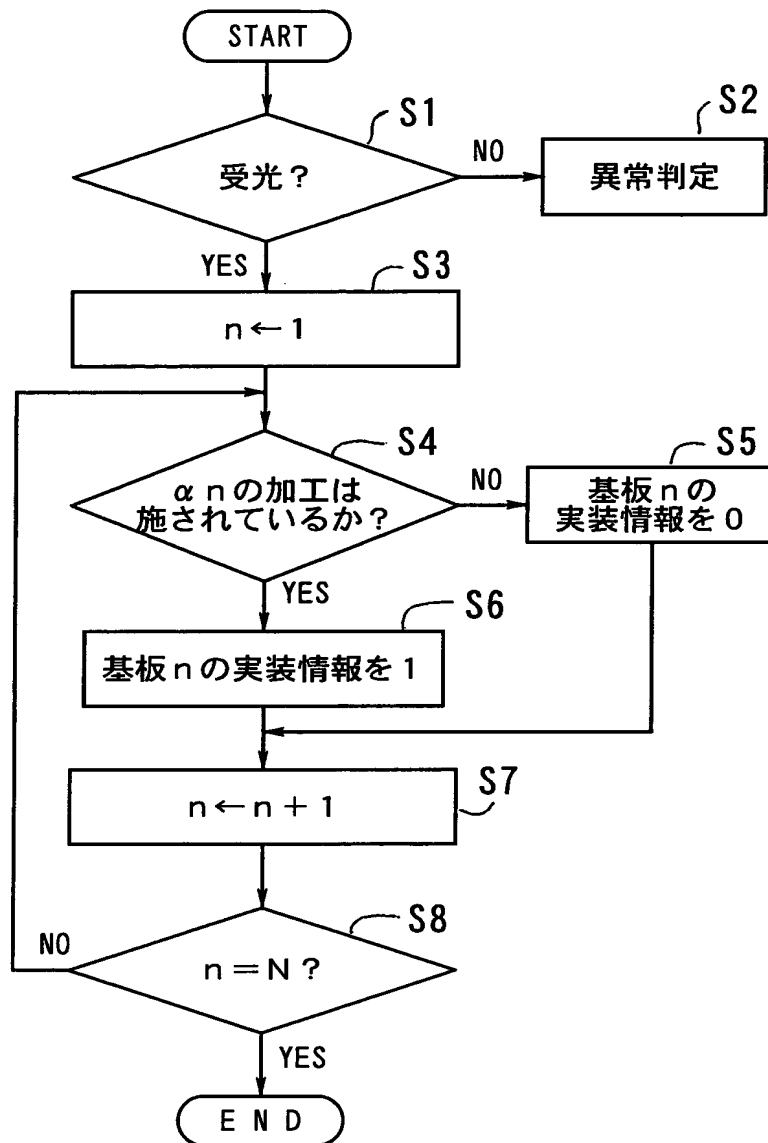 START
S1
受光？
NO
S2
異常判定
YES
S3
n←1
S4
αnの加工は
施されているか？
NO
S5
基板nの
実装情報を0
YES
S6
基板nの実装情報を1
S7
n←n＋1
S8
n＝N？
NO
YES
END